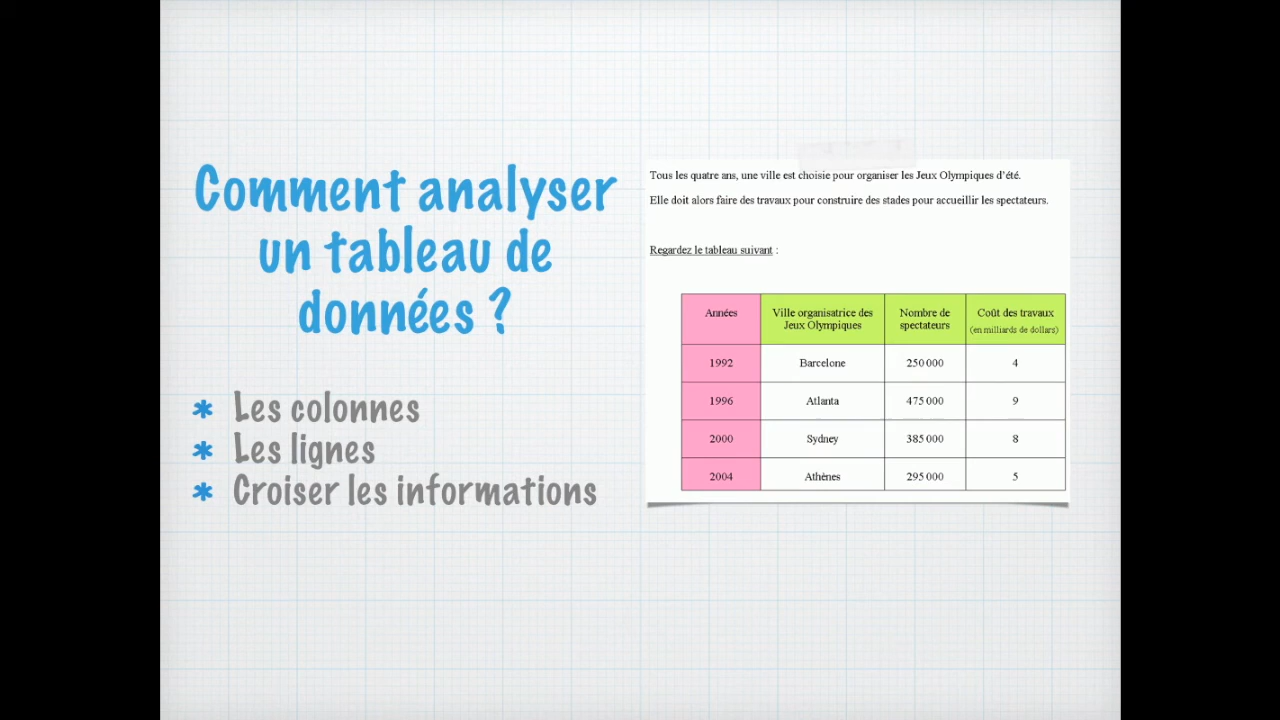 Comment analyser
un tableau de
données ?
* Les colonnes
* Les lignes
* Croiser les informations
Tous les quatre ans, une ville est choisie pour organiser les Jeux Olympiques d'été.
Elle doit alors faire des travaux pour construire des stades pour accueillir les spectateurs.
Regardez le tableau suivant :
Années Ville organisatrice des Jeux Olympiques Nombre de spectateurs Coût des travaux (en milliards de dollars)
1992 Barcelone 250 000 4
1996 Atlanta 475 000 9
2000 Sydney 385 000 8
2004 Athènes 295 000 5